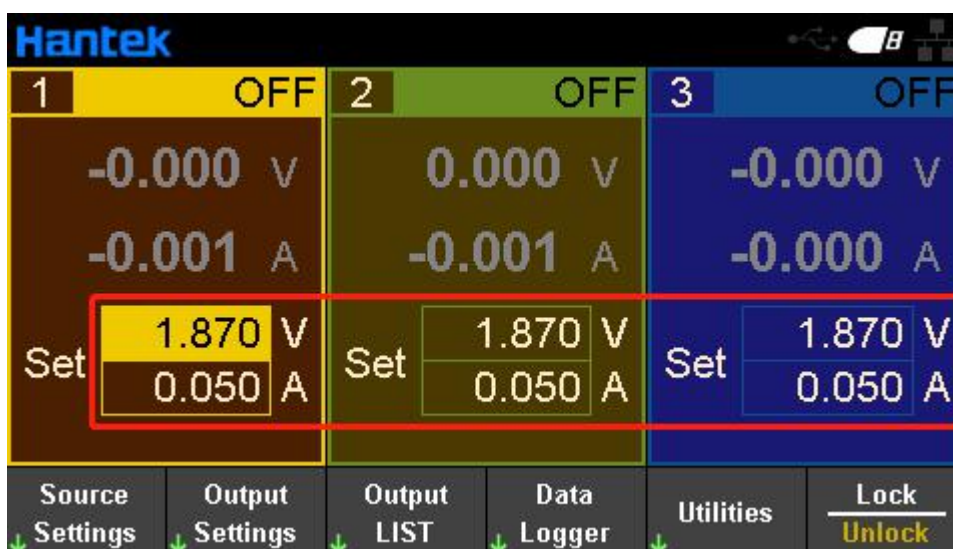 Hantek 8
1 OFF 2 OFF 3 OFF
-0.000 V 0.000 V -0.000 V
-0.001 A -0.001 A -0.000 A
Set 1.870 V Set 1.870 V Set 1.870 V
0.050 A 0.050 A 0.050 A
Source Output Output Data Utilities Lock
Settings Settings LIST Logger Unlock